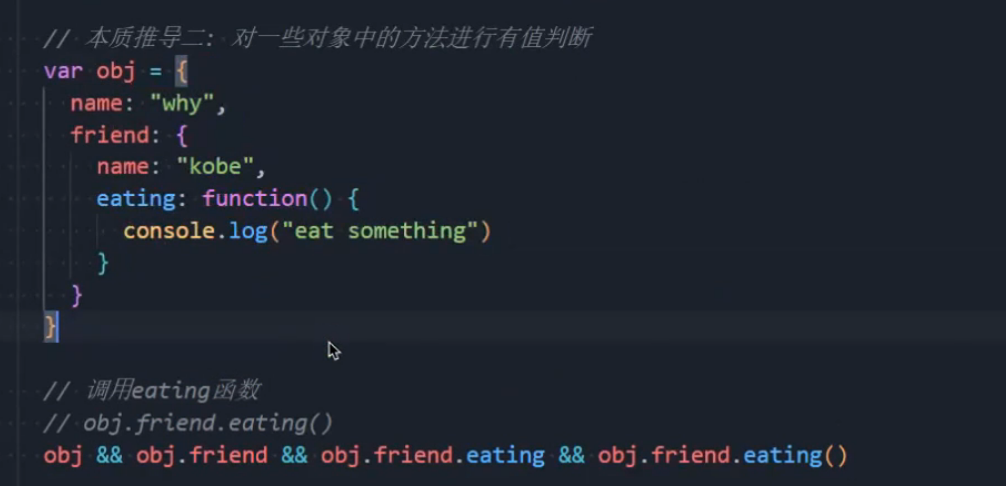 // 本质推导二: 对一些对象中的方法进行有值判断
var obj = {
  name: "why",
  friend: {
    name: "kobe",
    eating: function() {
      console.log("eat something")
    }
  }
}
// 调用eating函数
// obj.friend.eating()
obj && obj.friend && obj.friend.eating && obj.friend.eating()